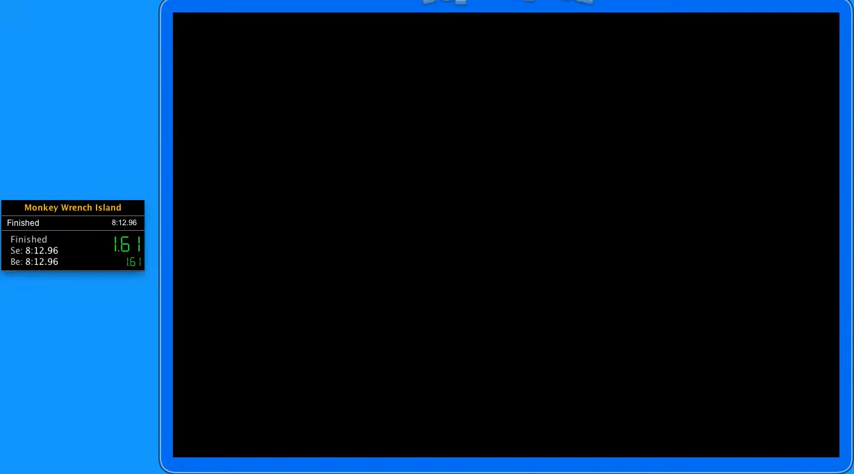 Monkey Wrench Island
Finished 8:12.96
Finished 1.61
Se: 8:12.96
Be: 8:12.96 1.61